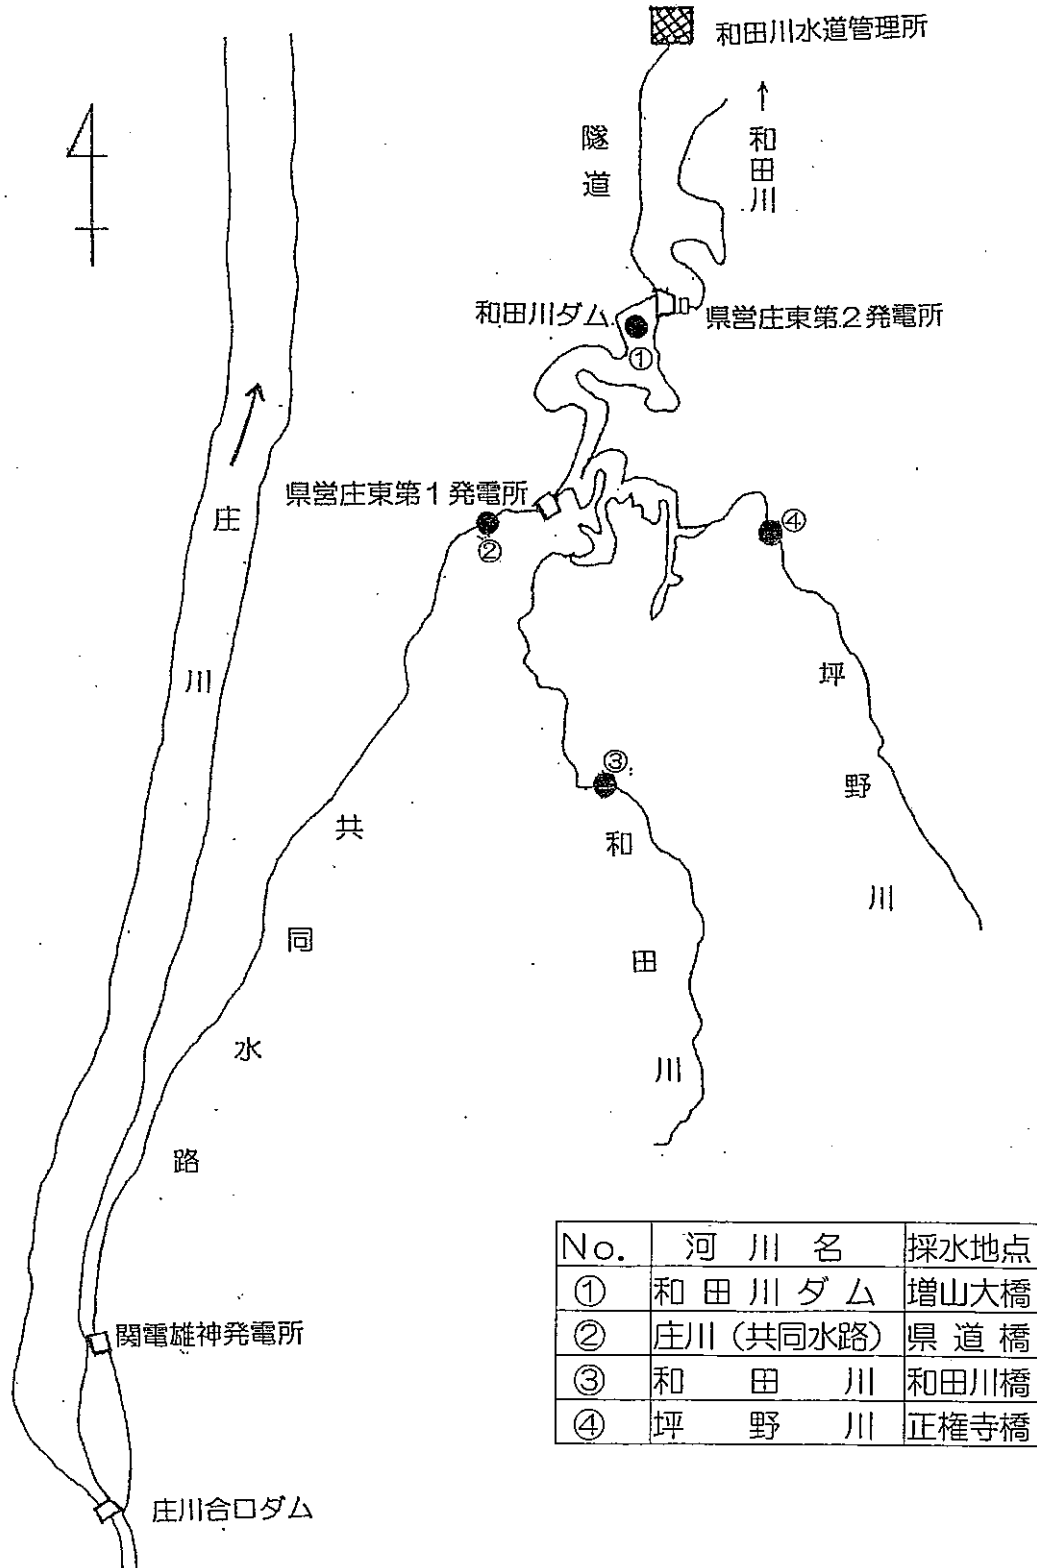 和田川水道管理所
隧道
↑和田川
和田川ダム
県営庄東第2発電所
①
県営庄東第1発電所
②
④
庄川
坪野川
③
共同水路
和田川
関電雄神発電所
庄川合口ダム
No. 河川名 採水地点
① 和田川ダム 増山大橋
② 庄川(共同水路) 県道橋
③ 和田川 和田川橋
④ 坪野川 正権寺橋